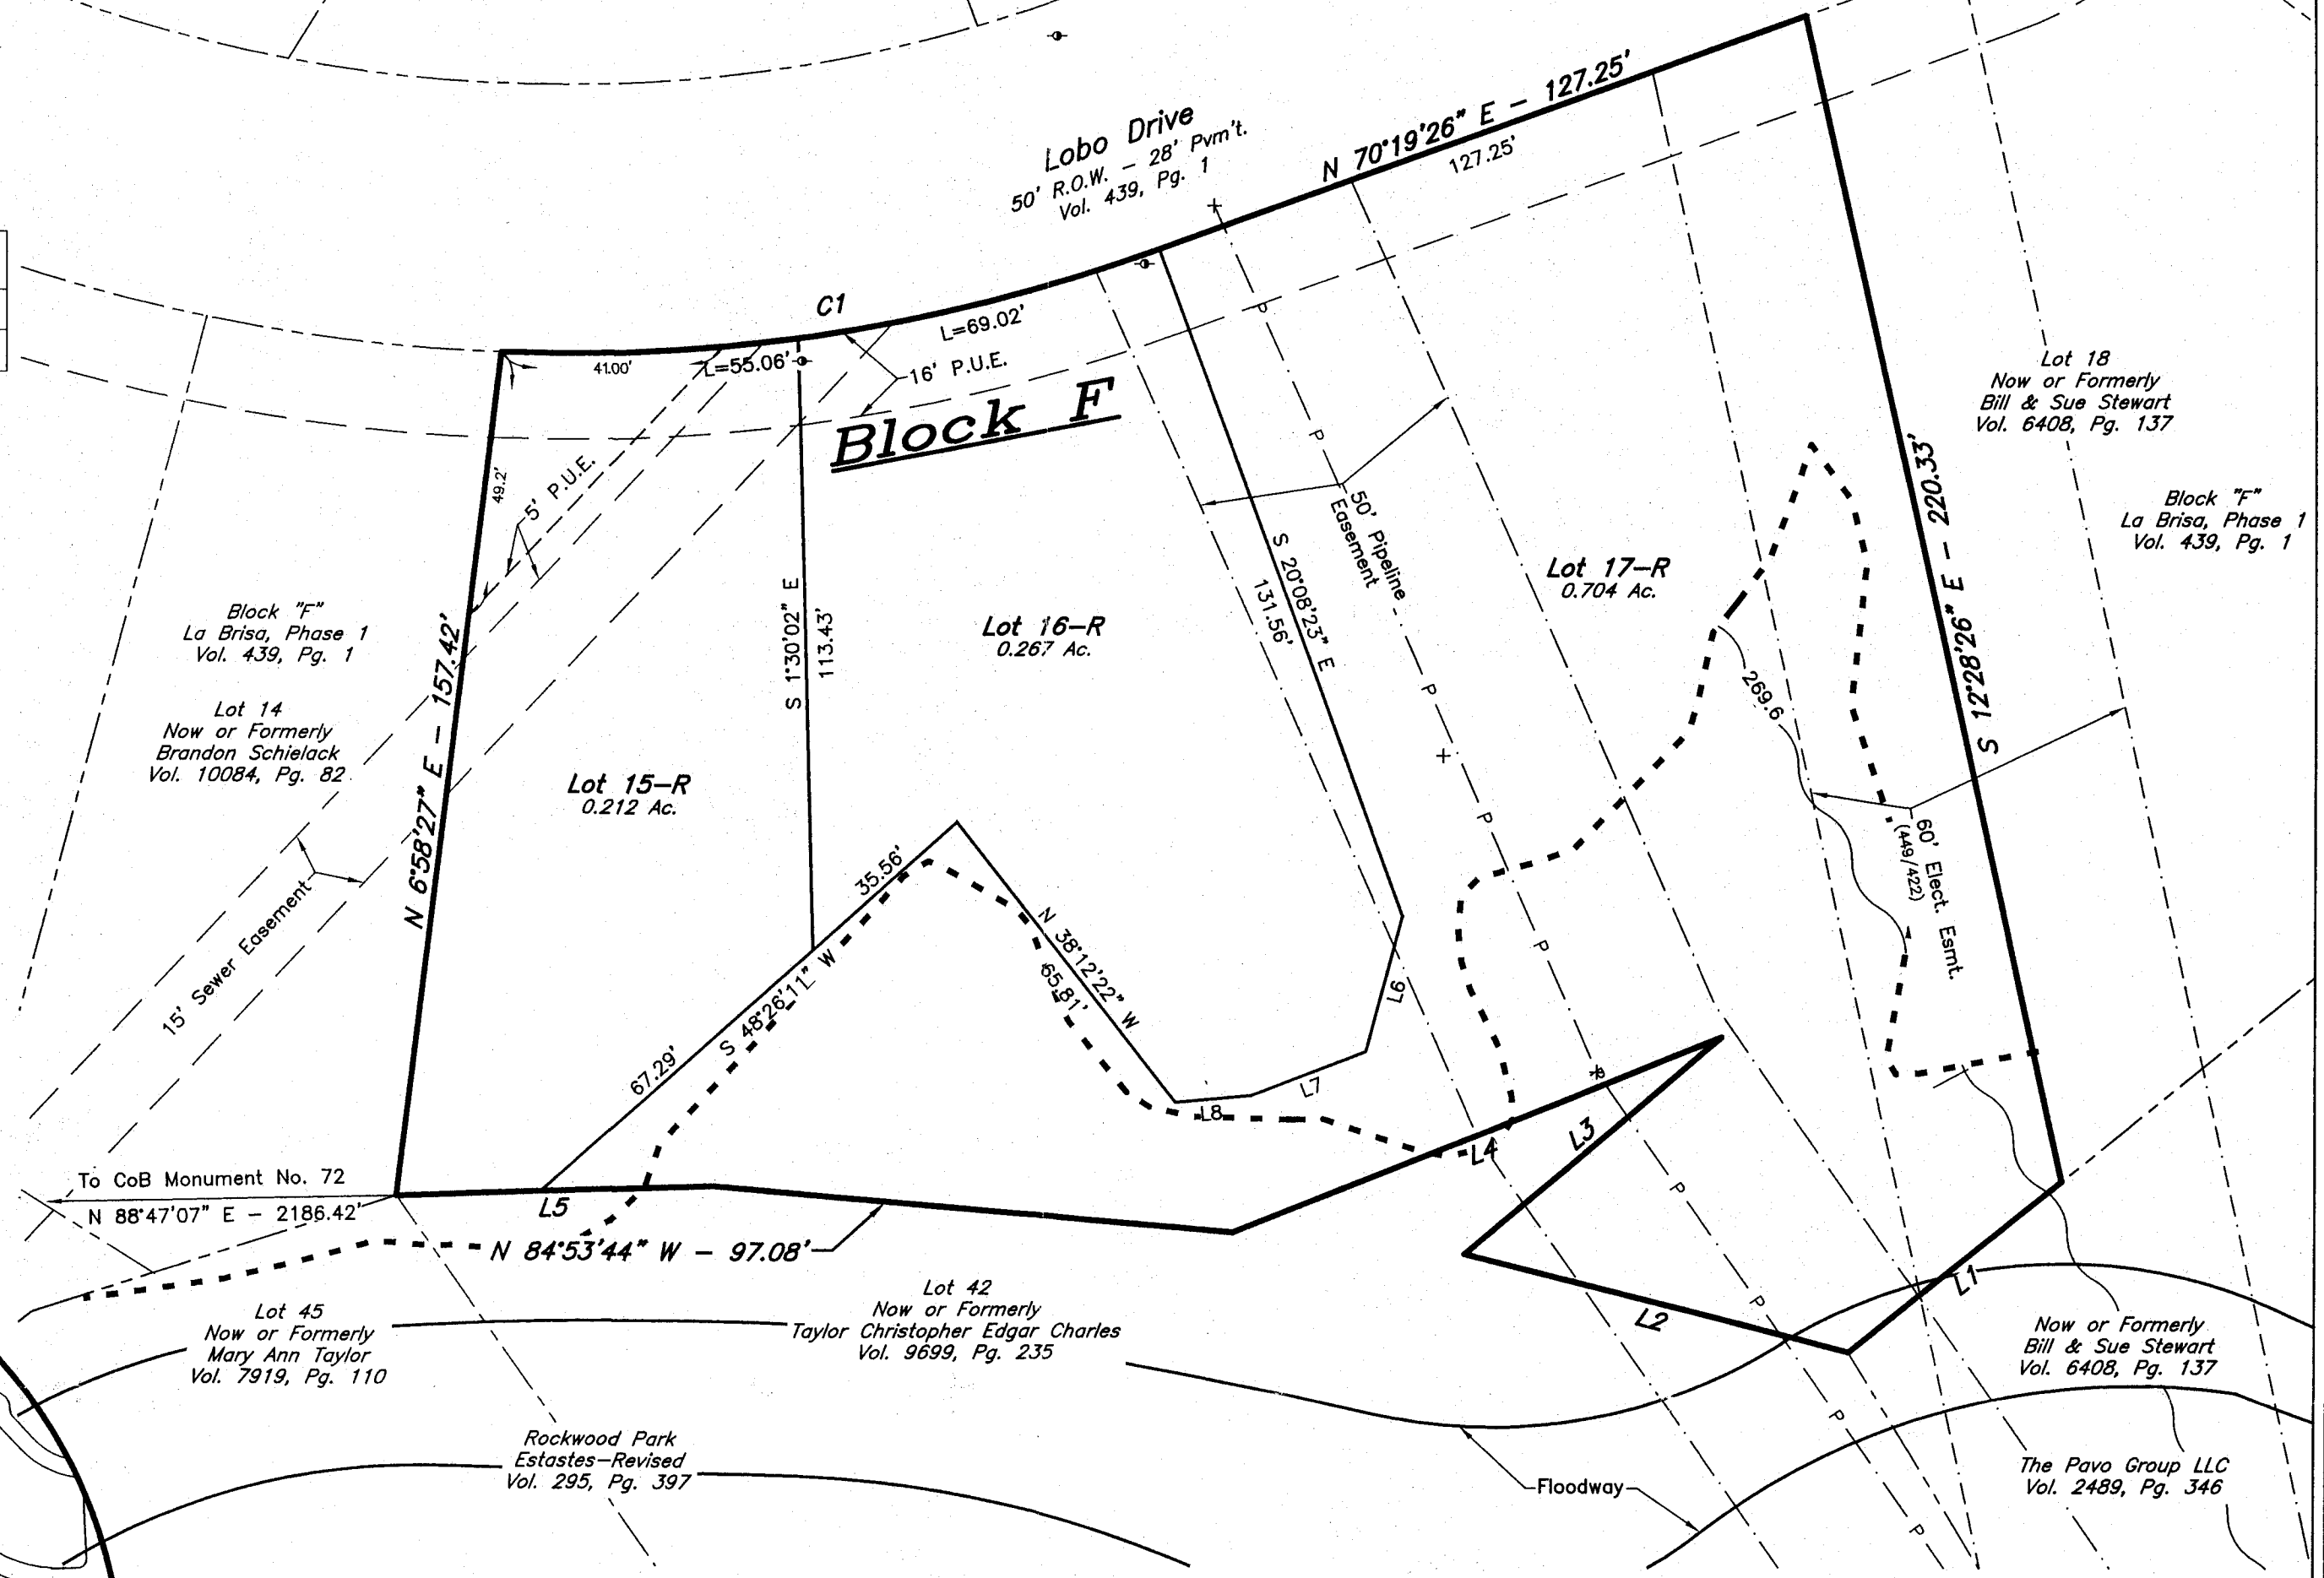 Lobo Drive
50' R.O.W. - 28' Pvm't.
Vol. 439, Pg. 1
N 70°19'26" E - 127.25'
127.25'
C1
L=69.02'
41.00'
L=55.06'
16' P.U.E.
Block F
49.2'
5' P.U.E.
Lot 18
Now or Formerly
Bill & Sue Stewart
Vol. 6408, Pg. 137
Block "F"
La Brisa, Phase 1
Vol. 439, Pg. 1
S 12°28'26" E - 220.33'
50' Pipeline
Easement
P
P
P
P
P
P
P
P
P
P
Lot 17-R
0.704 Ac.
S 20°08'23" E
131.56'
S 1°30'02" E
113.43'
Lot 16-R
0.267 Ac.
Block "F"
La Brisa, Phase 1
Vol. 439, Pg. 1
N 6°58'27" E - 157.42'
Lot 14
Now or Formerly
Brandon Schielack
Vol. 10084, Pg. 82
Lot 15-R
0.212 Ac.
269.6
60' Elect. Esmt.
(449/422)
15' Sewer Easement
35.56'
S 48°26'11" W
67.29'
N 38°12'22" W
65.81'
L6
L7
L8
L4
L3
L5
L2
L1
To CoB Monument No. 72
N 88°47'07" E - 2186.42'
N 84°53'44" W - 97.08'
Lot 45
Now or Formerly
Mary Ann Taylor
Vol. 7919, Pg. 110
Lot 42
Now or Formerly
Taylor Christopher Edgar Charles
Vol. 9699, Pg. 235
Now or Formerly
Bill & Sue Stewart
Vol. 6408, Pg. 137
Rockwood Park
Estastes-Revised
Vol. 295, Pg. 397
Floodway
The Pavo Group LLC
Vol. 2489, Pg. 346